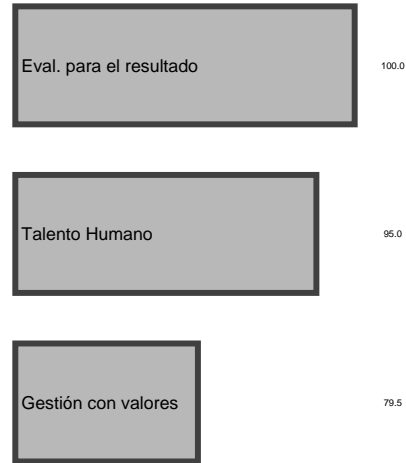 Eval. para el resultado 100.0
Talento Humano 95.0
Gestión con valores 79.5